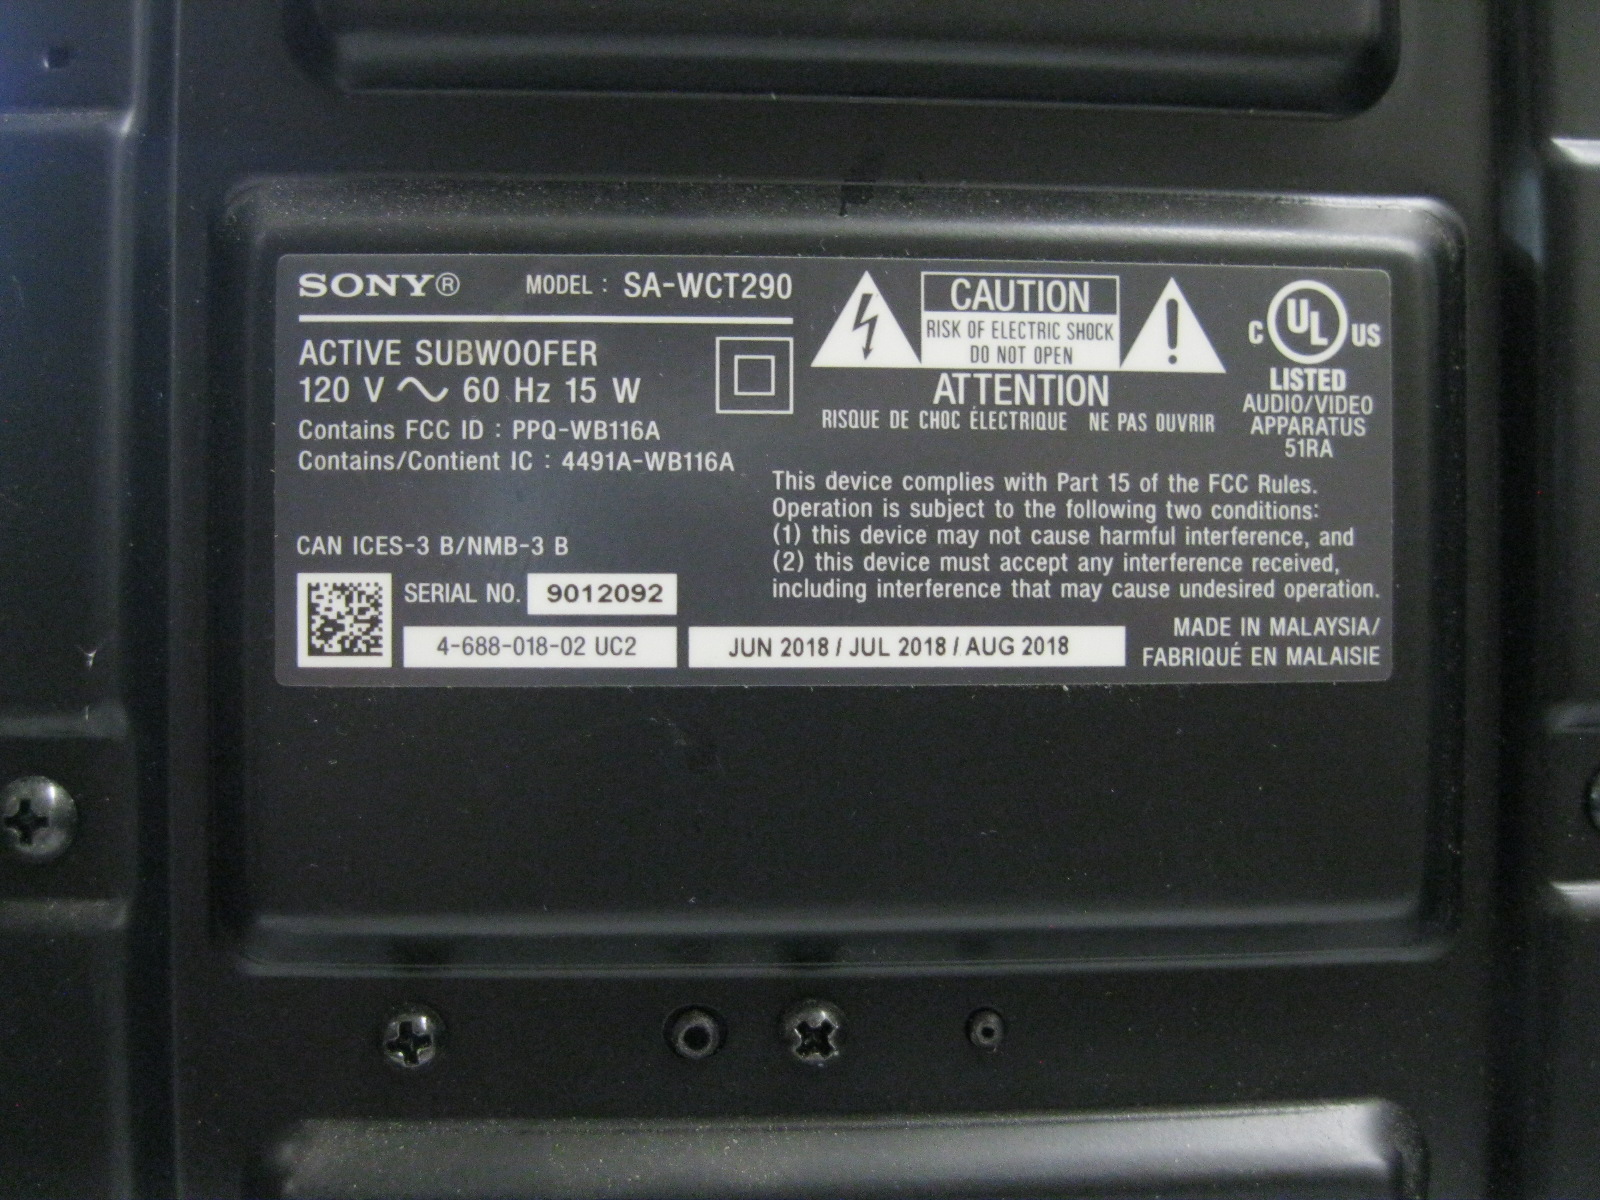 SONY® MODEL : SA-WCT290
ACTIVE SUBWOOFER
120 V ~ 60 Hz 15 W
Contains FCC ID : PPQ-WB116A
Contains/Contient IC : 4491A-WB116A
CAN ICES-3 B/NMB-3 B
SERIAL NO. 9012092
4-688-018-02 UC2
CAUTION
RISK OF ELECTRIC SHOCK
DO NOT OPEN
ATTENTION
RISQUE DE CHOC ÉLECTRIQUE NE PAS OUVRIR
C UL US
LISTED
AUDIO/VIDEO
APPARATUS
51RA
This device complies with Part 15 of the FCC Rules.
Operation is subject to the following two conditions:
(1) this device may not cause harmful interference, and
(2) this device must accept any interference received,
including interference that may cause undesired operation.
JUN 2018 / JUL 2018 / AUG 2018
MADE IN MALAYSIA/
FABRIQUÉ EN MALAISIE